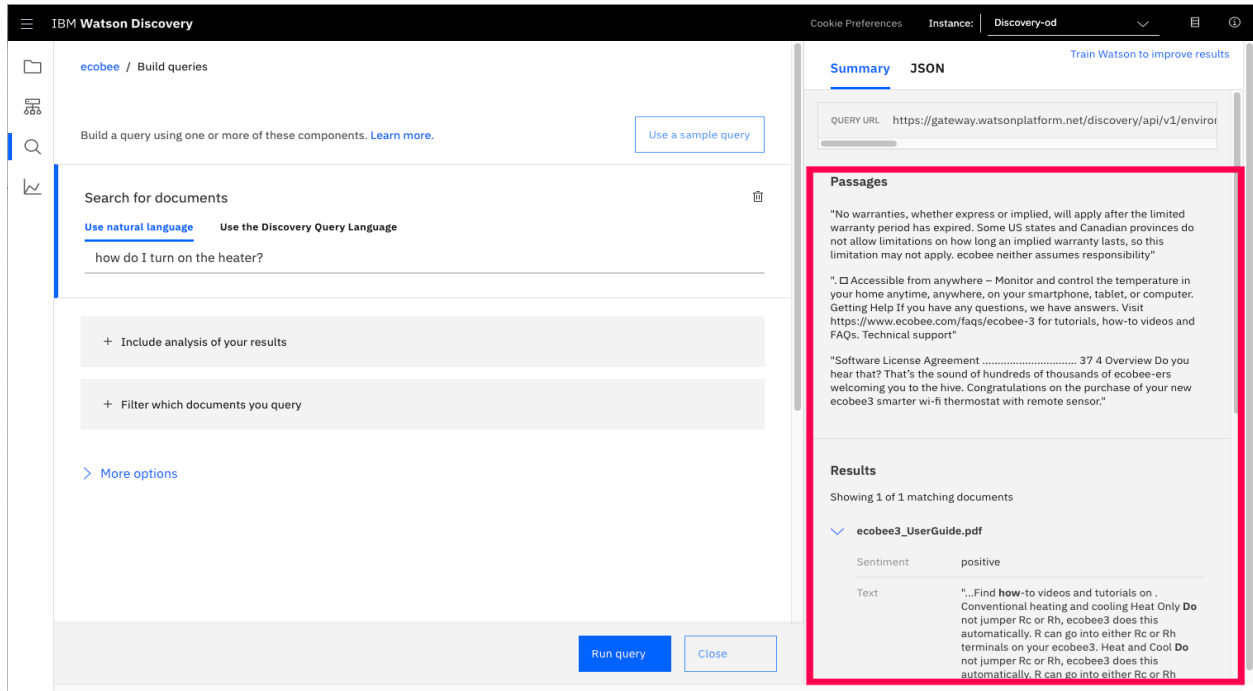 IBM Watson Discovery
Cookie Preferences
Instance:
Discovery-od
ecobee / Build queries
Build a query using one or more of these components. Learn more.
Use a sample query
Search for documents
Use natural language
Use the Discovery Query Language
how do I turn on the heater?
+ Include analysis of your results
+ Filter which documents you query
More options
Run query
Close
Train Watson to improve results
Summary
JSON
QUERY URL https://gateway.watsonplatform.net/discovery/api/v1/enviror
Passages
"No warranties, whether express or implied, will apply after the limited
warranty period has expired. Some US states and Canadian provinces do
not allow limitations on how long an implied warranty lasts, so this
limitation may not apply. ecobee neither assumes responsibility"
". □ Accessible from anywhere – Monitor and control the temperature in
your home anytime, anywhere, on your smartphone, tablet, or computer.
Getting Help If you have any questions, we have answers. Visit
https://www.ecobee.com/faqs/ecobee-3 for tutorials, how-to videos and
FAQs. Technical support"
"Software License Agreement .............................. 37 4 Overview Do you
hear that? That's the sound of hundreds of thousands of ecobee-ers
welcoming you to the hive. Congratulations on the purchase of your new
ecobee3 smarter wi-fi thermostat with remote sensor."
Results
Showing 1 of 1 matching documents
ecobee3_UserGuide.pdf
Sentiment
positive
Text
"...Find how-to videos and tutorials on .
Conventional heating and cooling Heat Only Do
not jumper Rc or Rh, ecobee3 does this
automatically. R can go into either Rc or Rh
terminals on your ecobee3. Heat and Cool Do
not jumper Rc or Rh, ecobee3 does this
automatically. R can go into either Rc or Rh